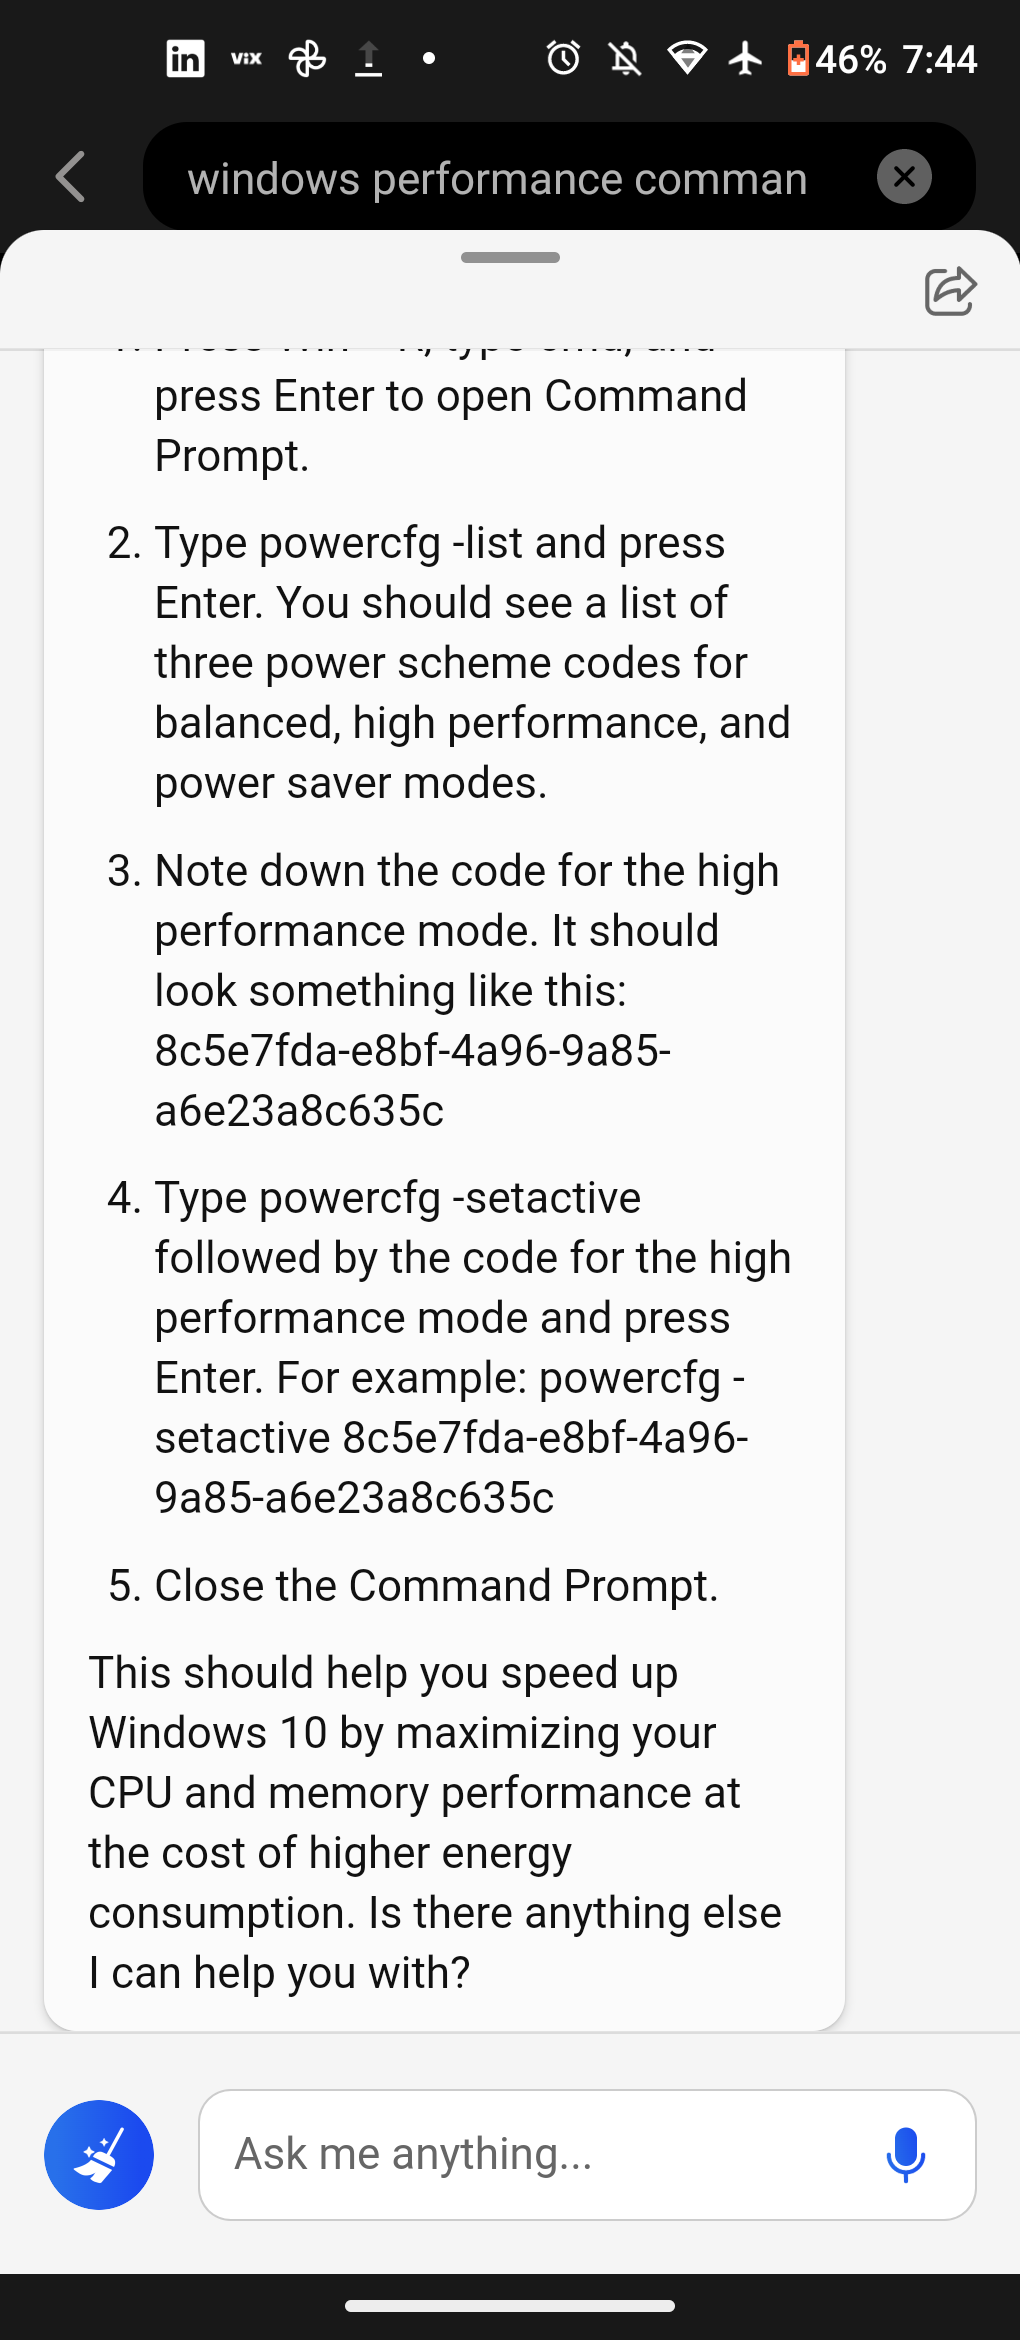 in
vix
46% 7:44
windows performance comman
1. Press Win + R, type cmd, and
press Enter to open Command
Prompt.
2. Type powercfg -list and press
Enter. You should see a list of
three power scheme codes for
balanced, high performance, and
power saver modes.
3. Note down the code for the high
performance mode. It should
look something like this:
8c5e7fda-e8bf-4a96-9a85-
a6e23a8c635c
4. Type powercfg -setactive
followed by the code for the high
performance mode and press
Enter. For example: powercfg -
setactive 8c5e7fda-e8bf-4a96-
9a85-a6e23a8c635c
5. Close the Command Prompt.
This should help you speed up
Windows 10 by maximizing your
CPU and memory performance at
the cost of higher energy
consumption. Is there anything else
I can help you with?
Ask me anything...